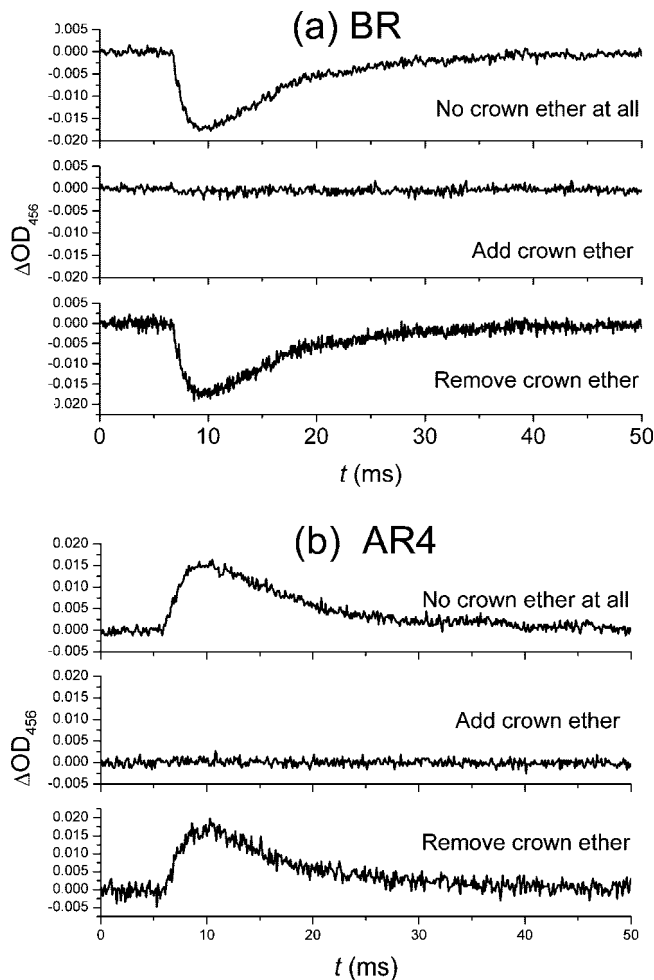 (a) BR
0.005
0.000
-0.005
-0.010
-0.015
-0.020
No crown ether at all
0.005
0.000
-0.005
-0.010
-0.015
-0.020
Add crown ether
0.005
0.000
-0.005
-0.010
-0.015
0.020
Remove crown ether
ΔOD456
0 10 20 30 40 50
t (ms)
(b) AR4
0.020
0.015
0.010
0.005
0.000
-0.005
No crown ether at all
0.020
0.015
0.010
0.005
0.000
-0.005
Add crown ether
0.020
0.015
0.010
0.005
0.000
-0.005
Remove crown ether
ΔOD456
0 10 20 30 40 50
t (ms)